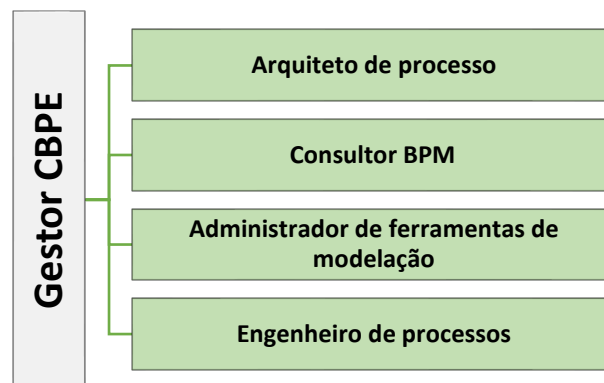 Gestor CBPE
Arquiteto de processo
Consultor BPM
Administrador de ferramentas de
modelação
Engenheiro de processos